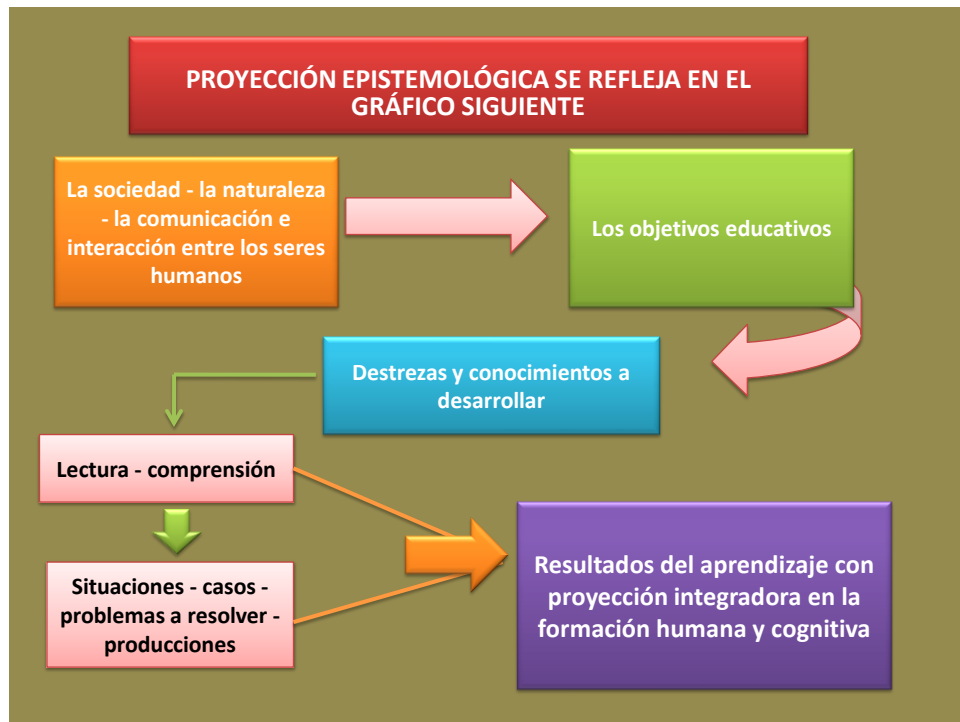 PROYECCIÓN EPISTEMOLÓGICA SE REFLEJA EN EL
GRÁFICO SIGUIENTE
La sociedad - la naturaleza
- la comunicación e
interacción entre los seres
humanos
Los objetivos educativos
Destrezas y conocimientos a
desarrollar
Lectura - comprensión
Situaciones - casos -
problemas a resolver -
producciones
Resultados del aprendizaje con
proyección integradora en la
formación humana y cognitiva